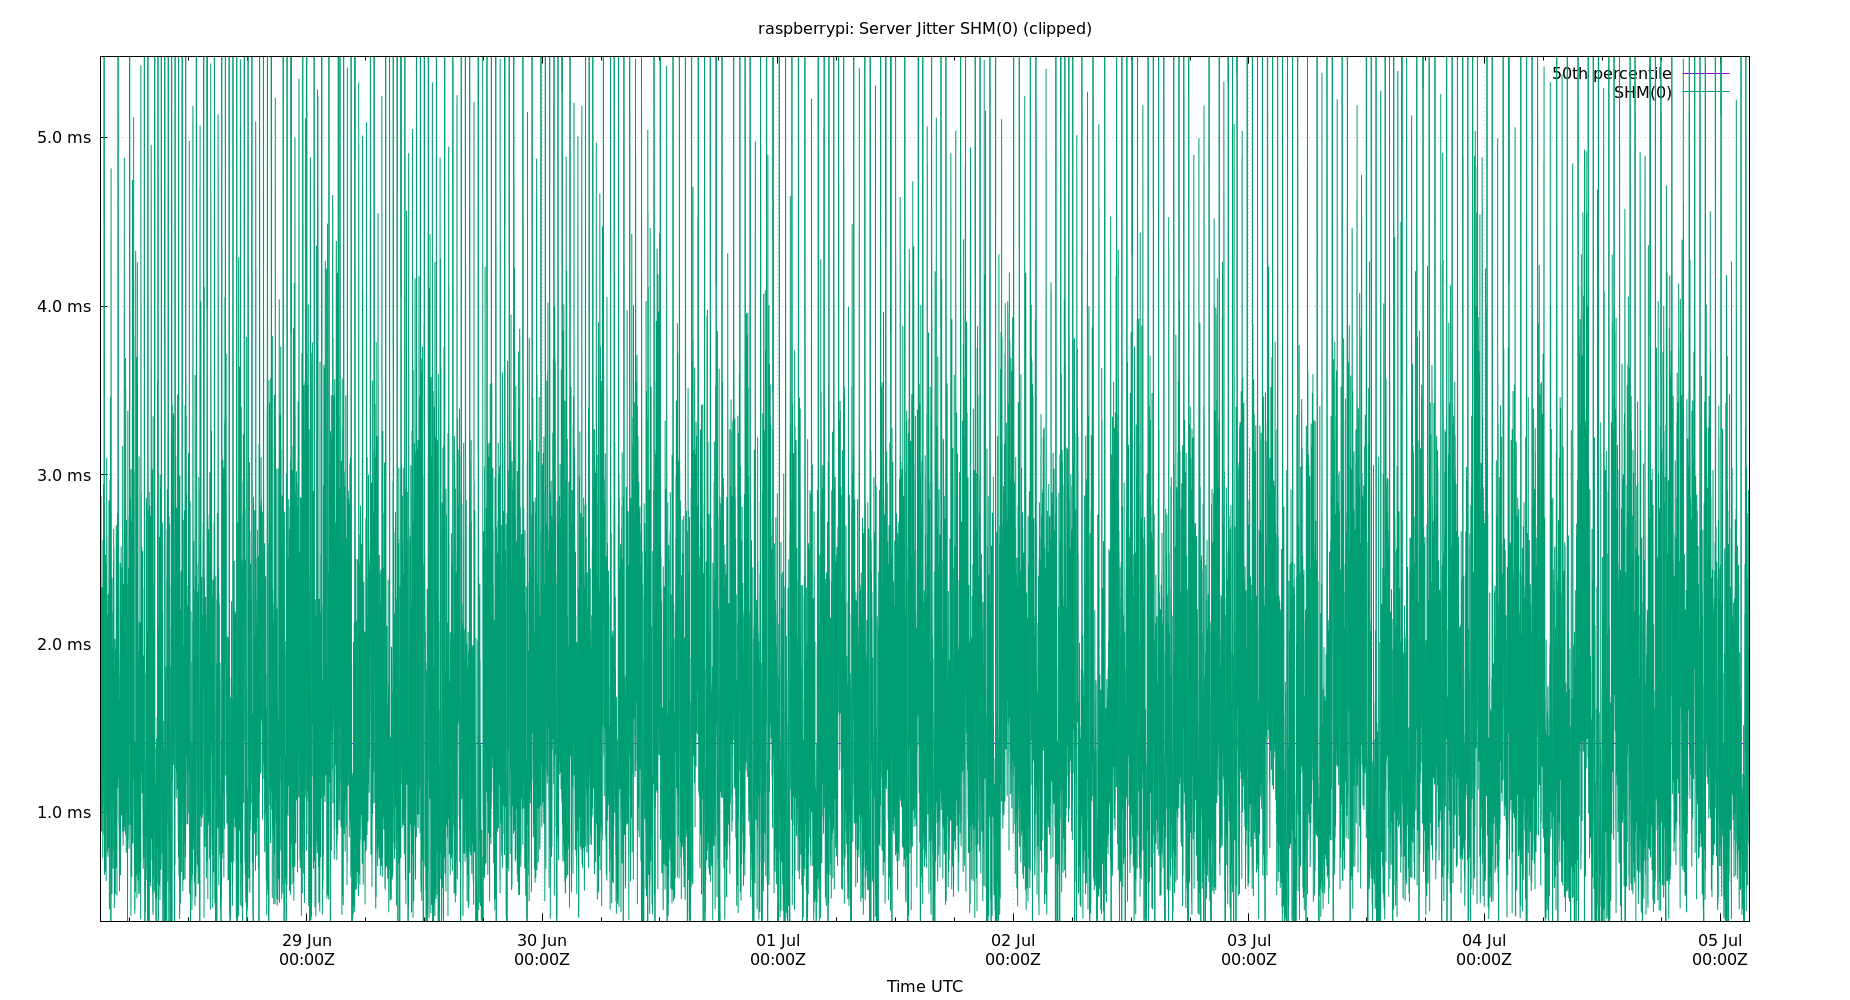 raspberrypi: Server Jitter SHM(0) (clipped)
50th percentile
SHM(0)
5.0 ms
4.0 ms
3.0 ms
2.0 ms
1.0 ms
29 Jun 30 Jun 01 Jul 02 Jul 03 Jul 04 Jul 05 Jul
00:00Z 00:00Z 00:00Z 00:00Z 00:00Z 00:00Z 00:00Z
Time UTC